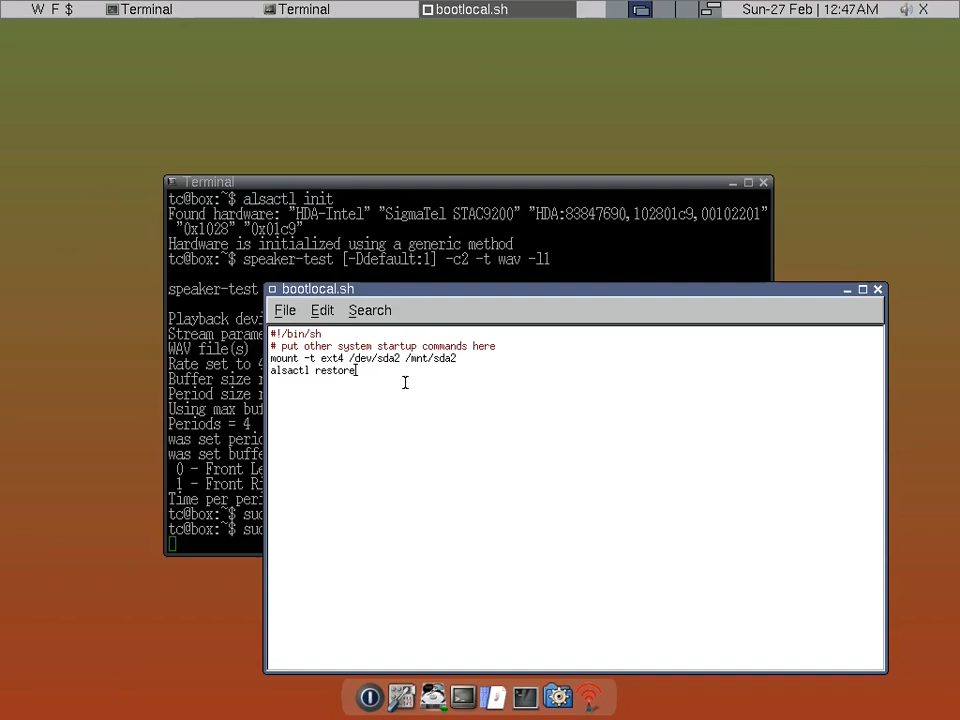 W F $ Terminal Terminal bootlocal.sh Sun-27 Feb | 12:47AM X
Terminal
tc@box:~$ alsactl init
Found hardware: "HDA-Intel" "SigmaTel STAC9200" "HDA:83847690,102801c9,00102201"
"0x1028" "0x01c9"
Hardware is initialized using a generic method
tc@box:~$ speaker-test [-Ddefault:1] -c2 -t wav -l1
speaker-test
Playback devi
Stream parame
WAV file(s)
Rate set to 4
Buffer size r
Period size r
Using max buf
Periods = 4
was set perio
was set buffe
0 - Front Le
1 - Front Ri
Time per peri
tc@box:~$ sud
tc@box:~$ sud
bootlocal.sh
File Edit Search
#!/bin/sh
# put other system startup commands here
mount -t ext4 /dev/sda2 /mnt/sda2
alsactl restore